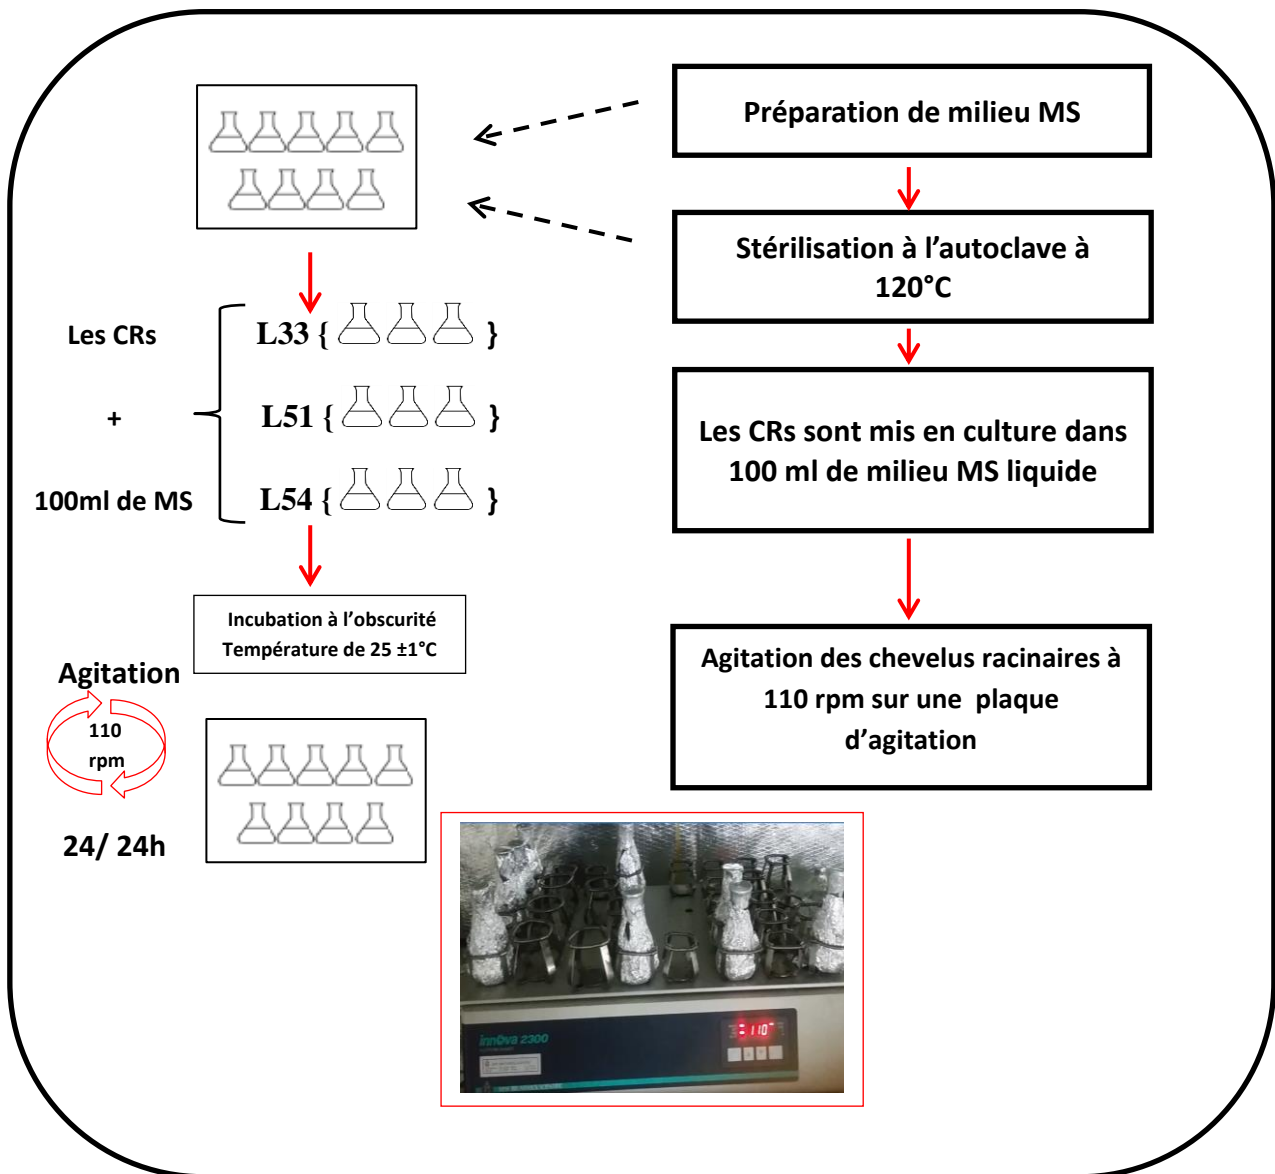 Préparation de milieu MS
Stérilisation à l’autoclave à
120°C
Les CRs sont mis en culture dans
100 ml de milieu MS liquide
Agitation des chevelus racinaires à
110 rpm sur une plaque
d’agitation
Les CRs
+
100ml de MS
L33 { }
L51 { }
L54 { }
Incubation à l’obscurité
Température de 25 ±1°C
Agitation
110
rpm
24/ 24h
innova 2300
110